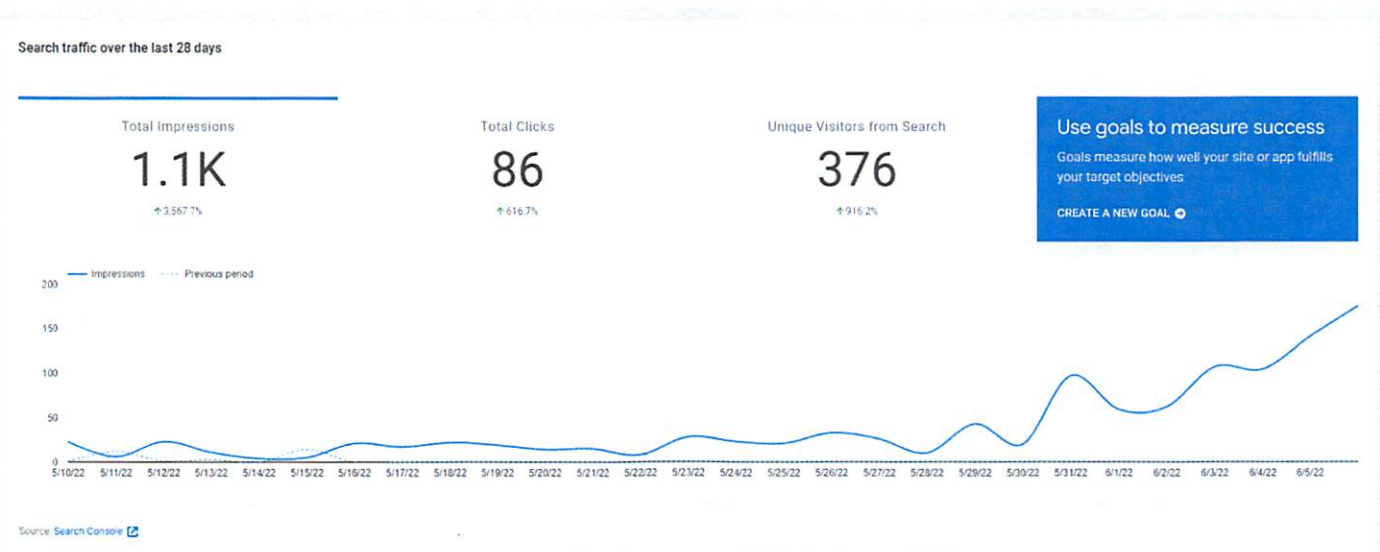 Search traffic over the last 28 days
Total Impressions
1.1K
↑3,567.7%
Total Clicks
86
↑616.7%
Unique Visitors from Search
376
↑916.2%
Use goals to measure success
Goals measure how well your site or app fulfills
your target objectives
CREATE A NEW GOAL
Impressions Previous period
200
150
100
50
0
5/10/22 5/11/22 5/12/22 5/13/22 5/14/22 5/15/22 5/16/22 5/17/22 5/18/22 5/19/22 5/20/22 5/21/22 5/22/22 5/23/22 5/24/22 5/25/22 5/26/22 5/27/22 5/28/22 5/29/22 5/30/22 5/31/22 6/1/22 6/2/22 6/3/22 6/4/22 6/5/22
Source: Search Console